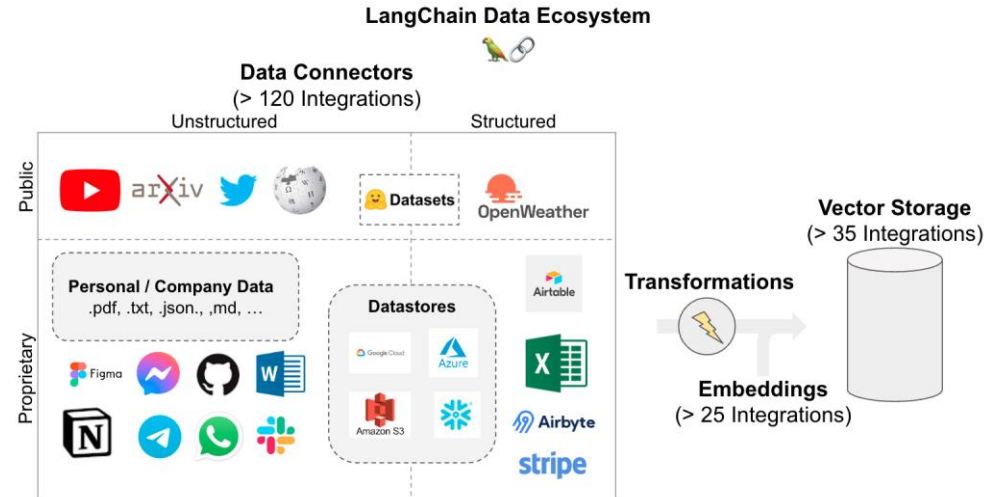 LangChain Data Ecosystem
Data Connectors
(> 120 Integrations)
Unstructured
Structured
Public
arXiv
Datasets
OpenWeather
Vector Storage
(> 35 Integrations)
Proprietary
Personal / Company Data
.pdf, .txt, .json., ,md, …
Datastores
Airtable
Transformations
Google Cloud
Azure
Figma
W
X
Embeddings
(> 25 Integrations)
N
Amazon S3
Airbyte
stripe